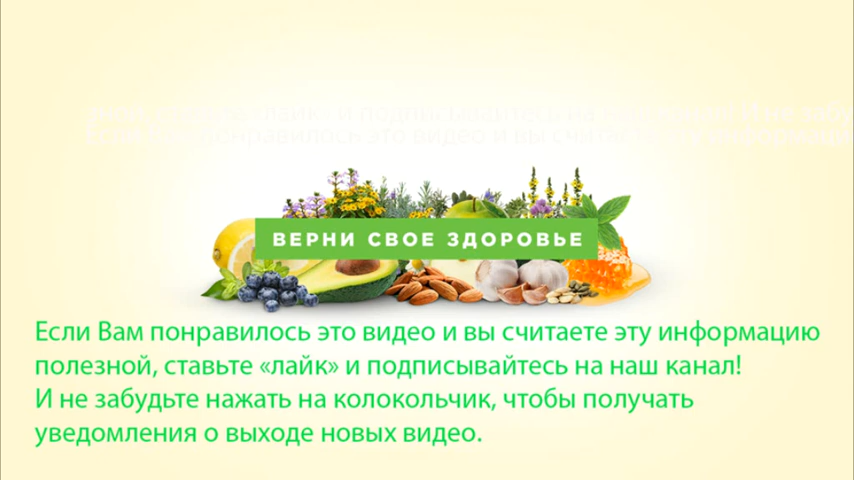 ВЕРНИ СВОЕ ЗДОРОВЬЕ
Если Вам понравилось это видео и вы считаете эту информацию
полезной, ставьте «лайк» и подписывайтесь на наш канал!
И не забудьте нажать на колокольчик, чтобы получать
уведомления о выходе новых видео.